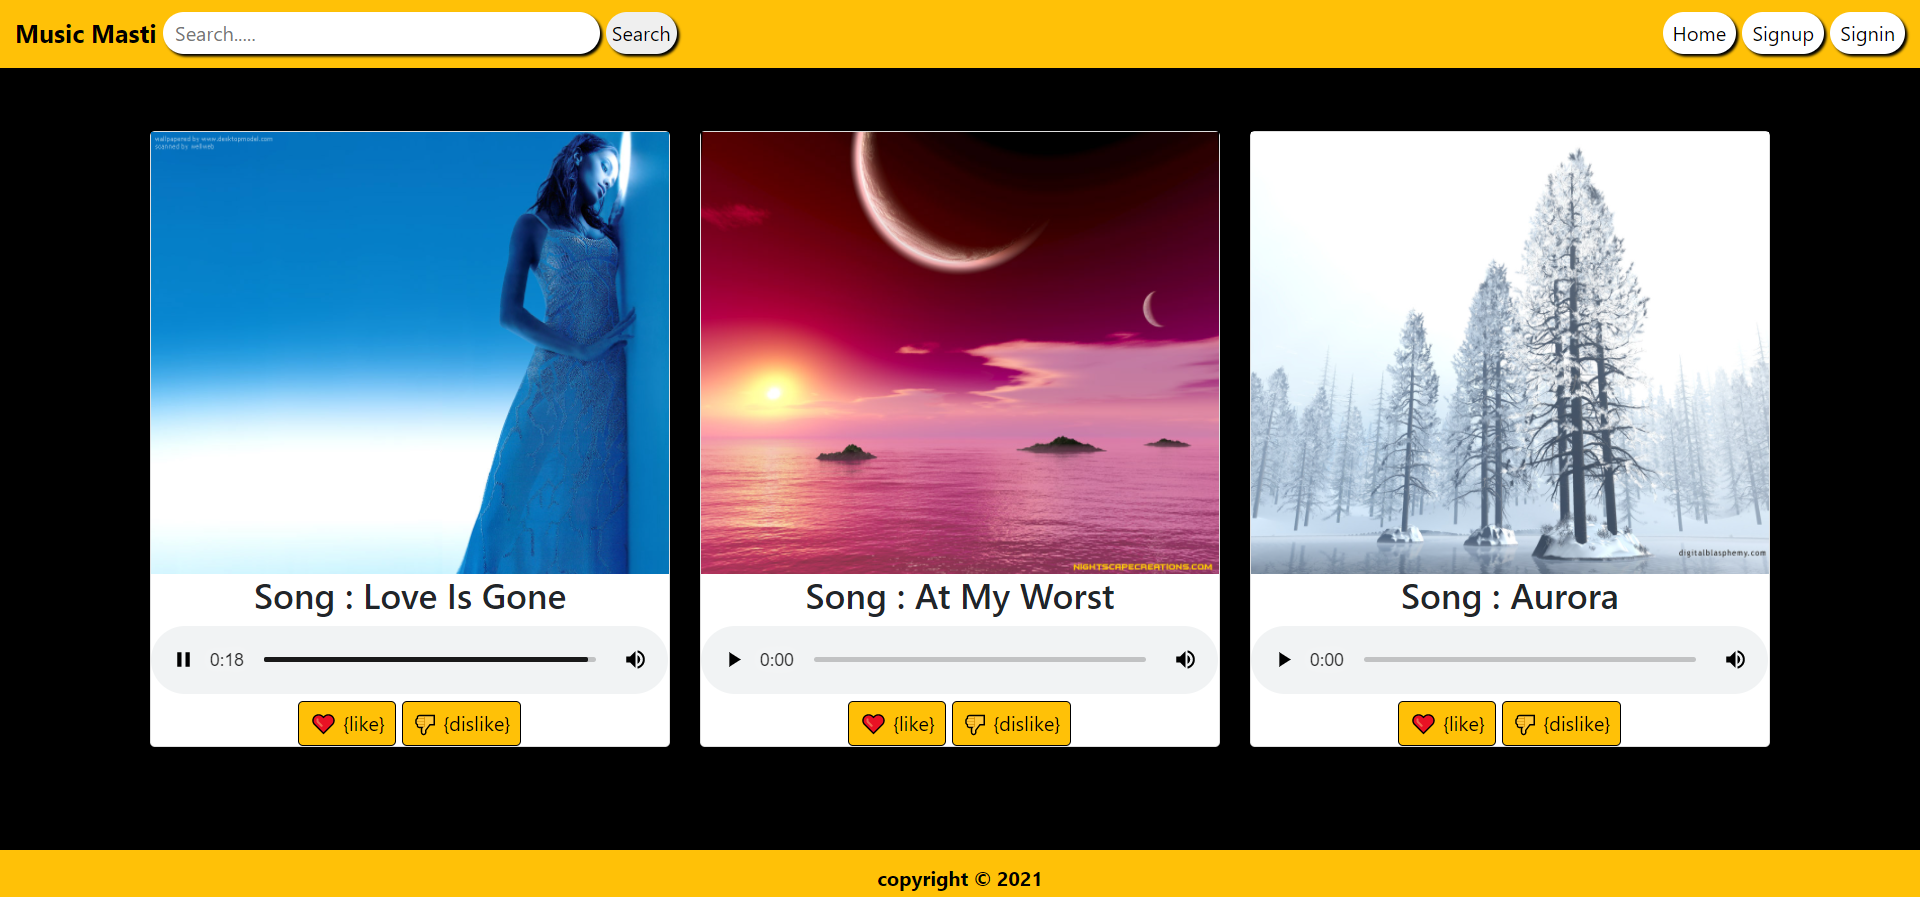 Music Masti
Search.....
Search
Home
Signup
Signin
wallpapered by www.desktopmodel.com
scanned by wellweb
NIGHTSCAPECREATIONS.COM
digitalblasphemy.com
Song : Love Is Gone
0:18
❤️ {like}
👎 {dislike}
Song : At My Worst
0:00
❤️ {like}
👎 {dislike}
Song : Aurora
0:00
❤️ {like}
👎 {dislike}
copyright © 2021